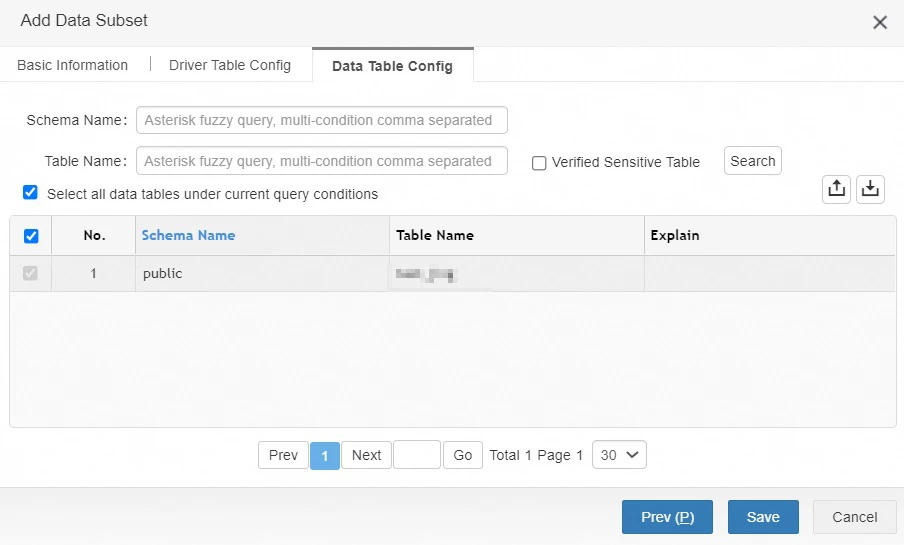 Add Data Subset
Basic Information Driver Table Config Data Table Config
Schema Name: Asterisk fuzzy query, multi-condition comma separated
Table Name: Asterisk fuzzy query, multi-condition comma separated Verified Sensitive Table Search
Select all data tables under current query conditions
No. Schema Name Table Name Explain
1 public
Prev 1 Next Go Total 1 Page 1 30
Prev (P) Save Cancel